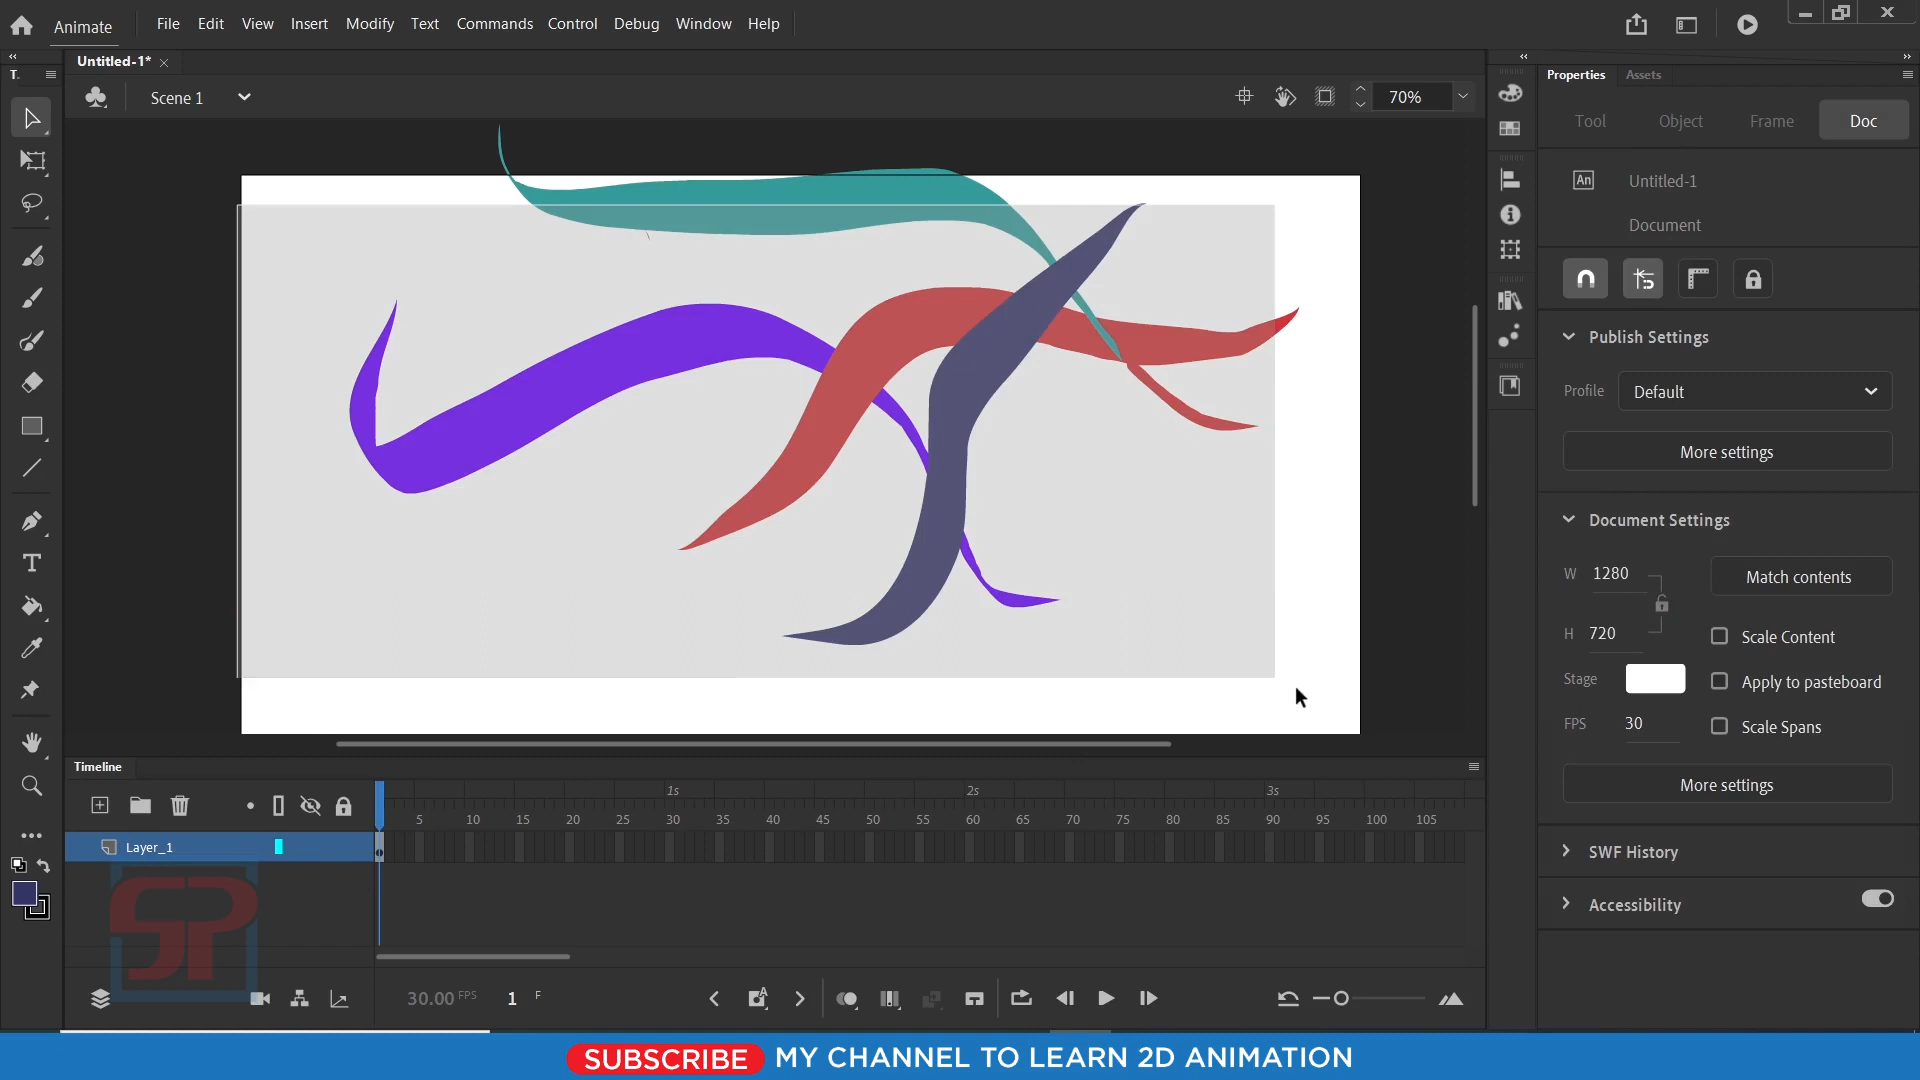 Animate File Edit View Insert Modify Text Commands Control Debug Window Help
T.
Untitled-1*
Scene 1
70%
Properties Assets
Tool Object Frame Doc
An Untitled-1
Document
Publish Settings
Profile Default
More settings
Document Settings
W 1280
Match contents
H 720
Scale Content
Stage
Apply to pasteboard
FPS 30
Scale Spans
More settings
SWF History
Accessibility
Timeline
1s 2s 3s
5 10 15 20 25 30 35 40 45 50 55 60 65 70 75 80 85 90 95 100 105
Layer_1
SP
30.00 FPS 1 F
SUBSCRIBE MY CHANNEL TO LEARN 2D ANIMATION